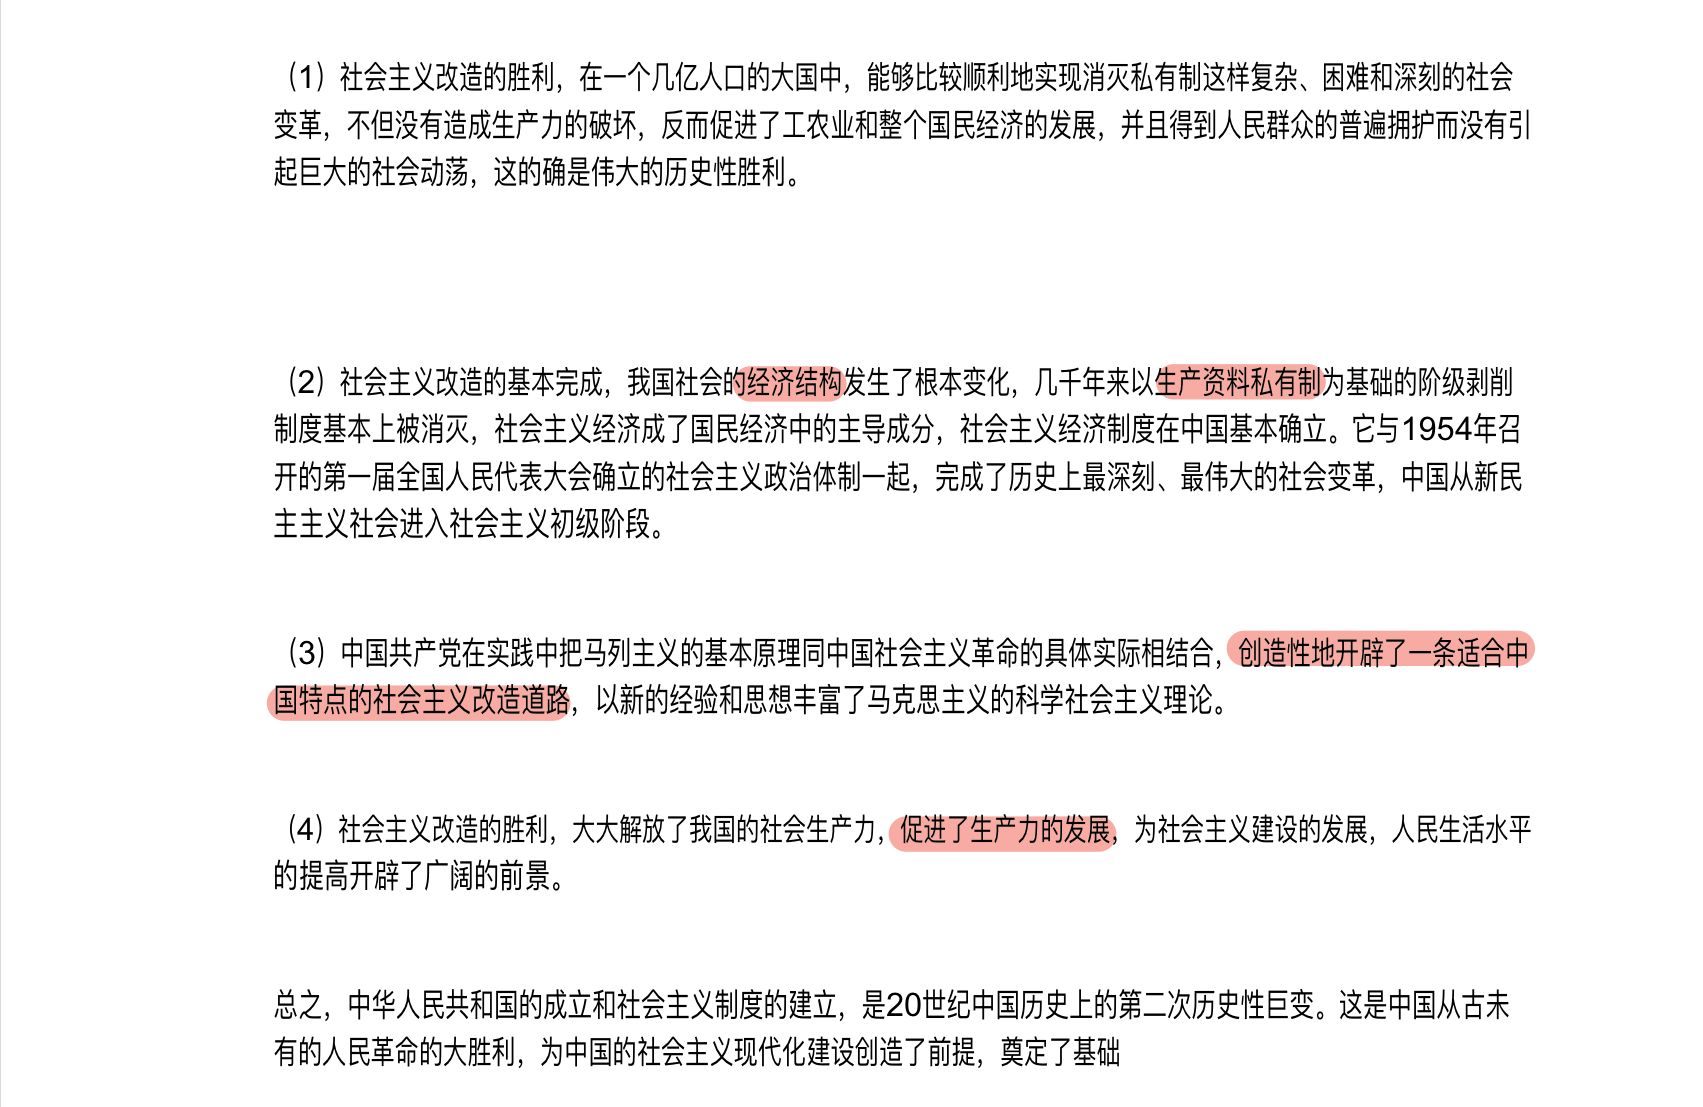 （1）社会主义改造的胜利，在一个几亿人口的大国中，能够比较顺利地实现消灭私有制这样复杂、困难和深刻的社会
变革，不但没有造成生产力的破坏，反而促进了工农业和整个国民经济的发展，并且得到人民群众的普遍拥护而没有引
起巨大的社会动荡，这的确是伟大的历史性胜利。
（2）社会主义改造的基本完成，我国社会的经济结构发生了根本变化，几千年来以生产资料私有制为基础的阶级剥削
制度基本上被消灭，社会主义经济成了国民经济中的主导成分，社会主义经济制度在中国基本确立。它与1954年召
开的第一届全国人民代表大会确立的社会主义政治体制一起，完成了历史上最深刻、最伟大的社会变革，中国从新民
主主义社会进入社会主义初级阶段。
（3）中国共产党在实践中把马列主义的基本原理同中国社会主义革命的具体实际相结合，创造性地开辟了一条适合中
国特点的社会主义改造道路，以新的经验和思想丰富了马克思主义的科学社会主义理论。
（4）社会主义改造的胜利，大大解放了我国的社会生产力，促进了生产力的发展，为社会主义建设的发展，人民生活水平
的提高开辟了广阔的前景。
总之，中华人民共和国的成立和社会主义制度的建立，是20世纪中国历史上的第二次历史性巨变。这是中国从古未
有的人民革命的大胜利，为中国的社会主义现代化建设创造了前提，奠定了基础